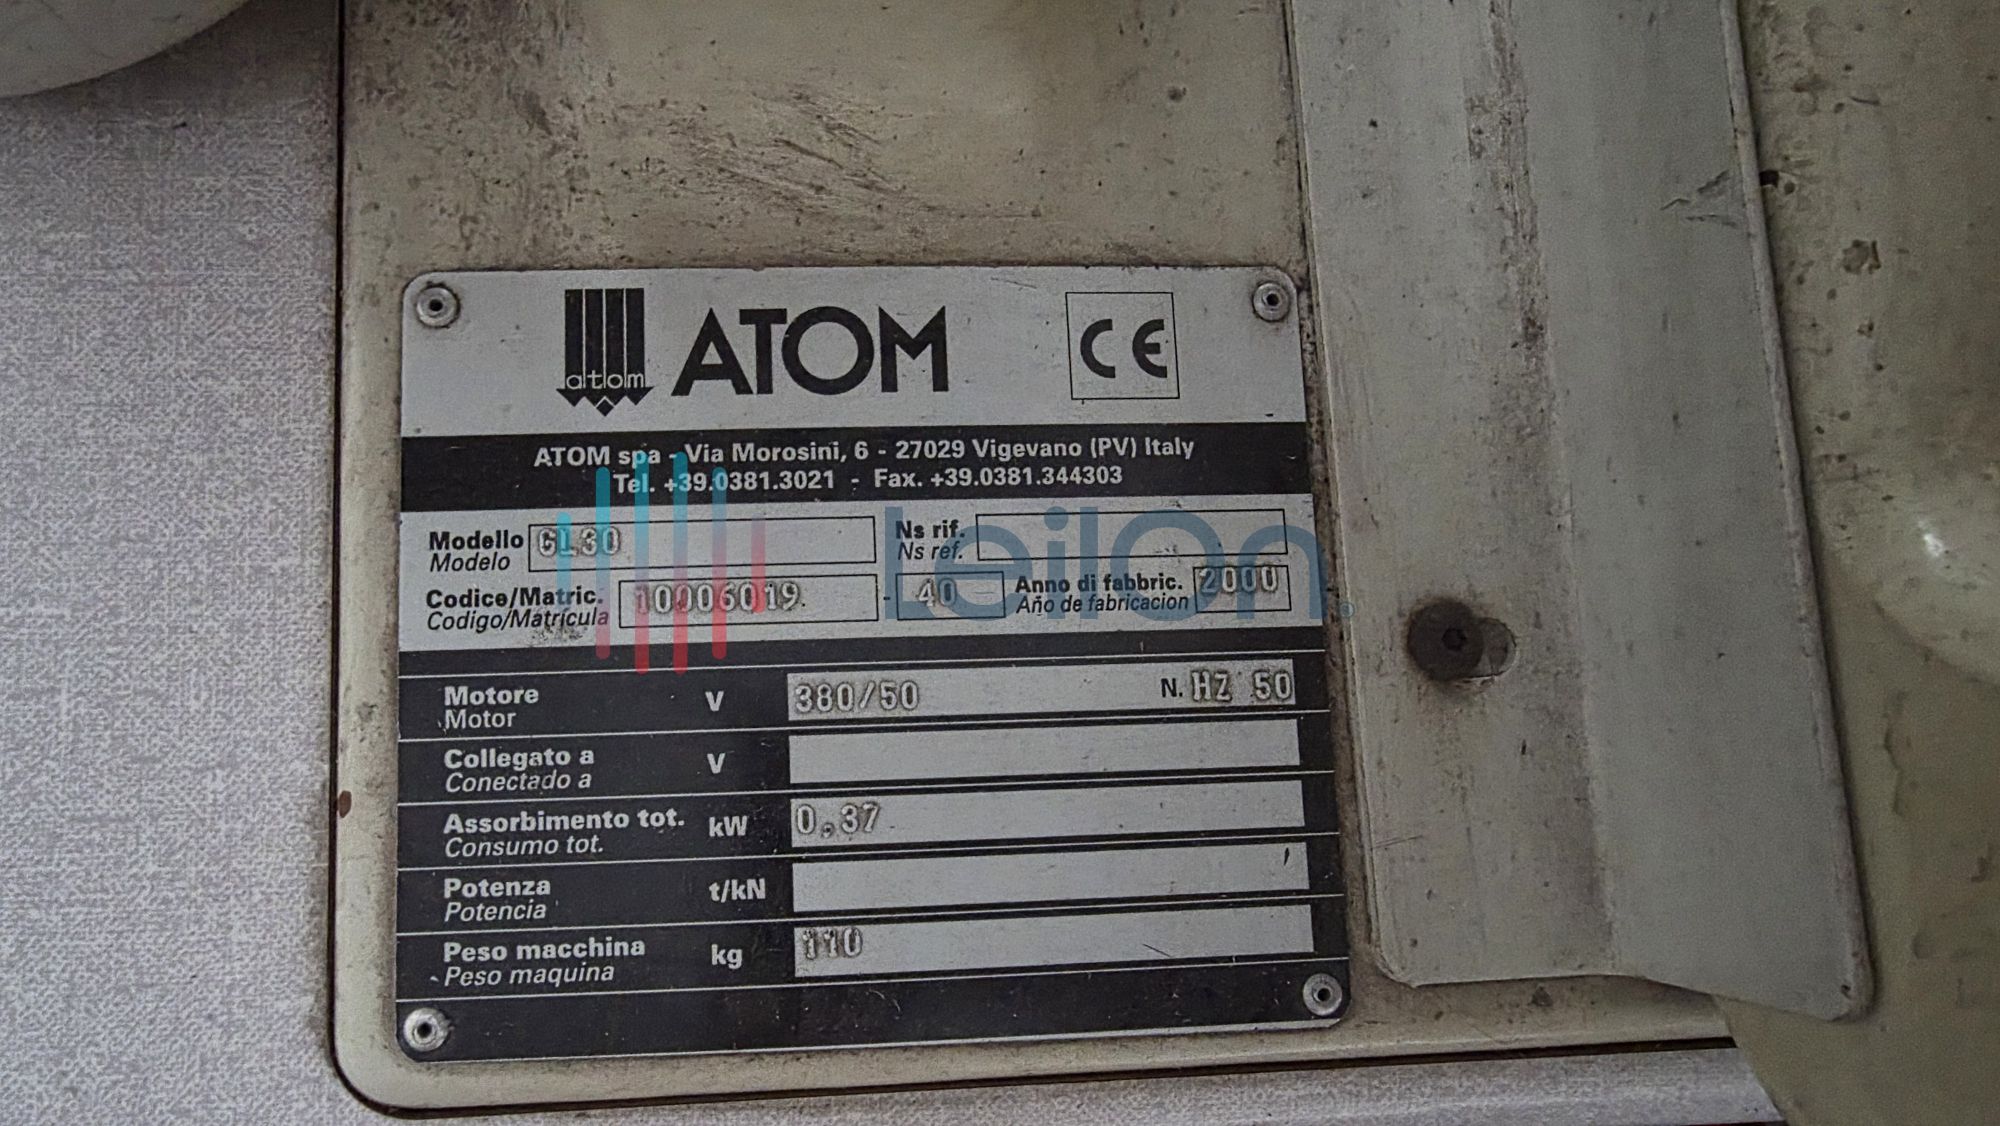 atom ATOM CE
ATOM spa - Via Morosini, 6 - 27029 Vigevano (PV) Italy
Tel. +39.0381.3021 - Fax. +39.0381.344303
Modello GL30 Ns rif.
Modelo Ns ref.
Codice/Matric. 10006019 - 40 Anno di fabbric. 2000
Codigo/Matrícula Año de fabricacion
leilOn
Motore V 380/50 N. HZ 50
Motor
Collegato a V
Conectado a
Assorbimento tot. kW 0,37
Consumo tot.
Potenza t/kN
Potencia
Peso macchina kg 110
Peso maquina